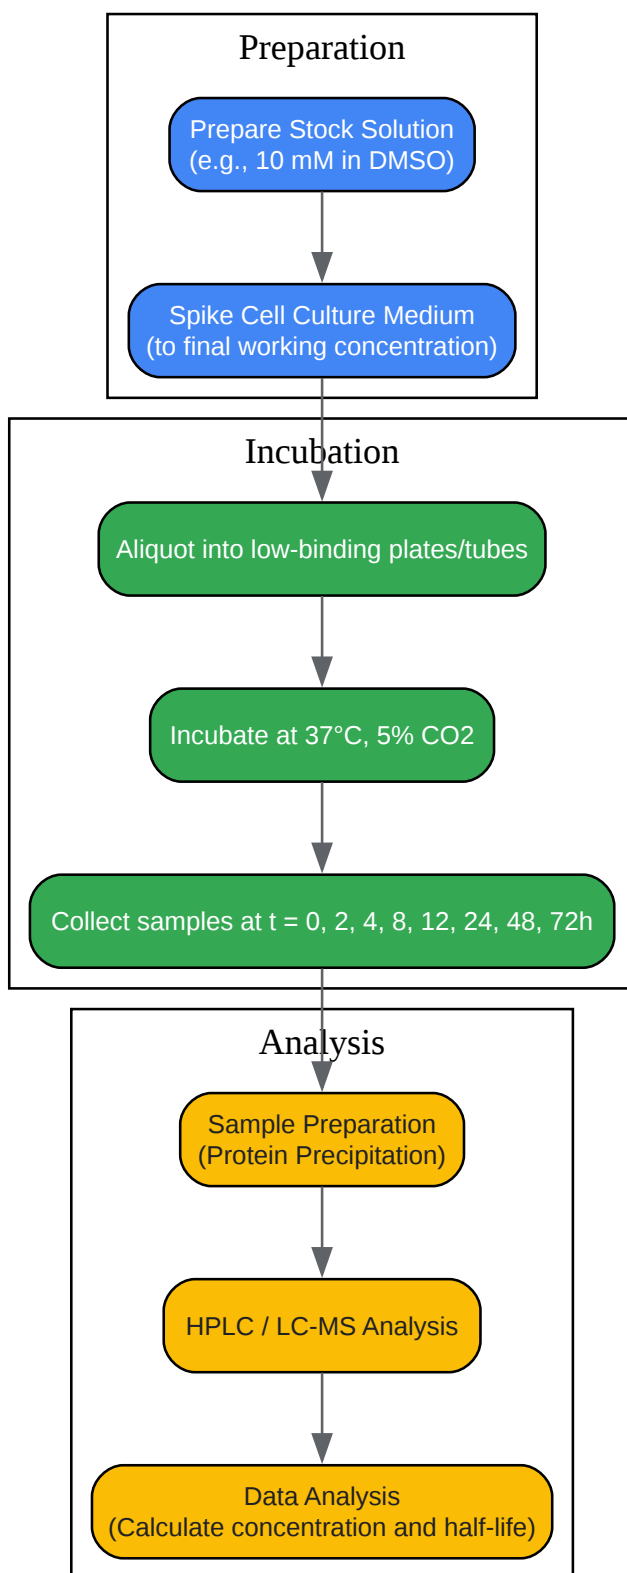 Preparation
Prepare Stock Solution
(e.g., 10 mM in DMSO)
Spike Cell Culture Medium
(to final working concentration)
Incubation
Aliquot into low-binding plates/tubes
Incubate at 37°C, 5% CO2
Collect samples at t = 0, 2, 4, 8, 12, 24, 48, 72h
Analysis
Sample Preparation
(Protein Precipitation)
HPLC / LC-MS Analysis
Data Analysis
(Calculate concentration and half-life)